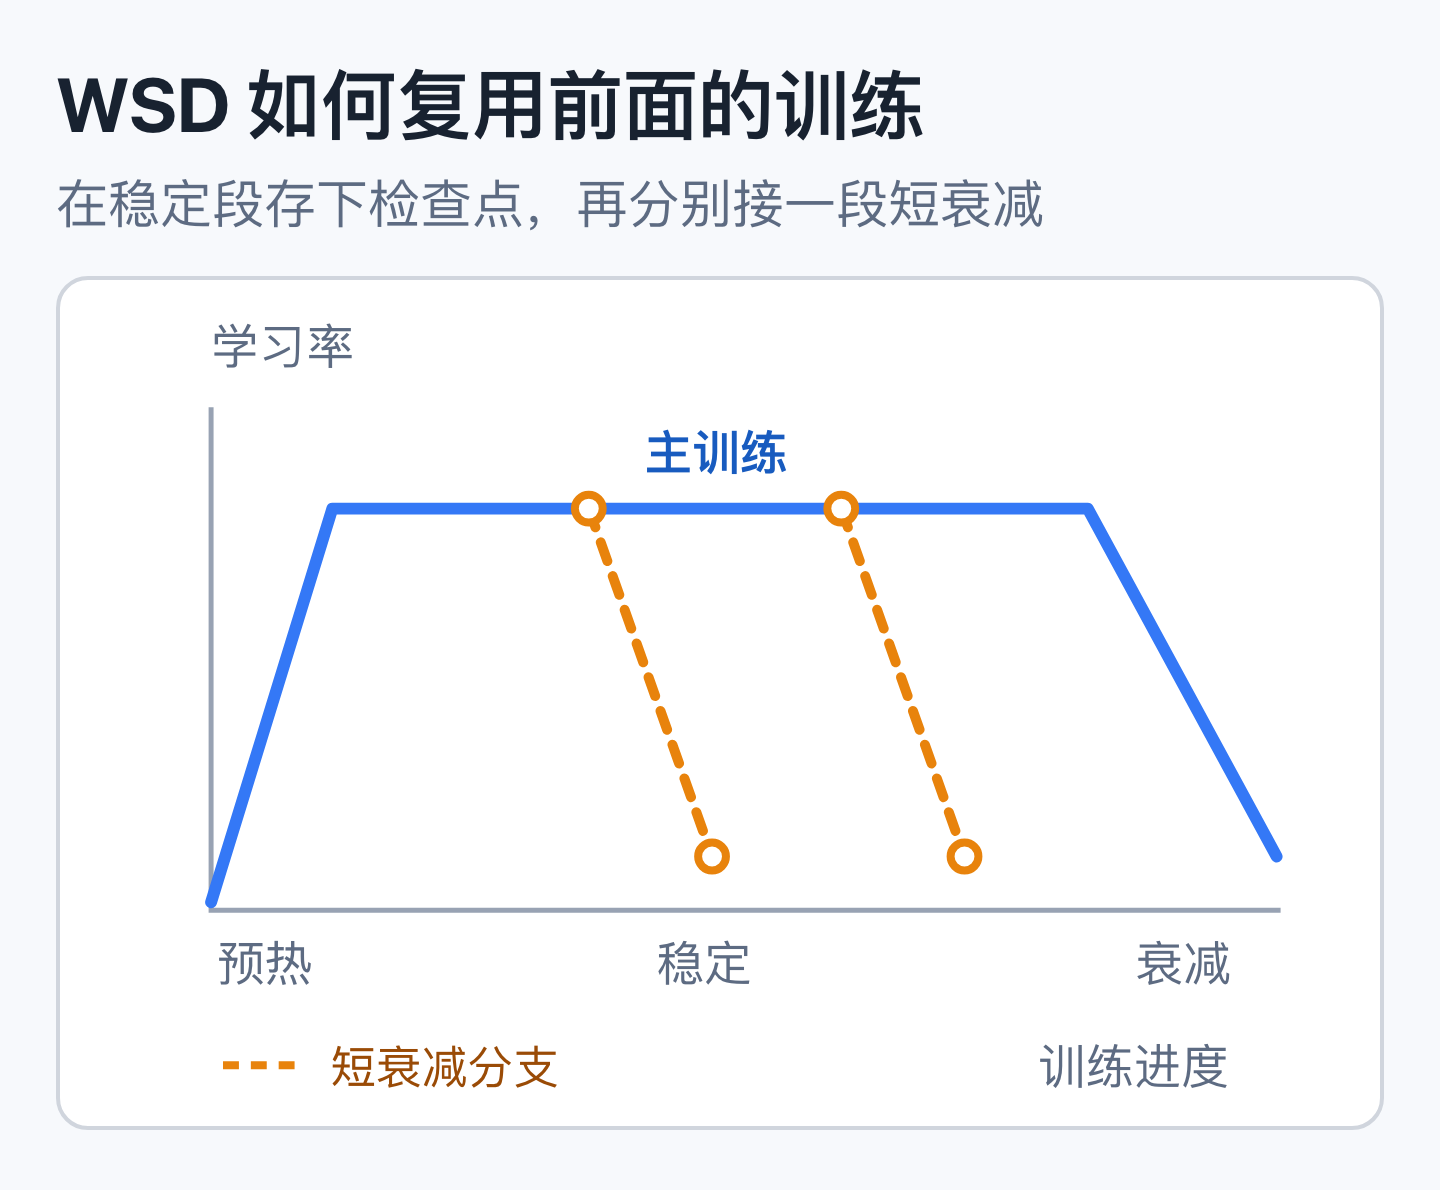 WSD 如何复用前面的训练
在稳定段存下检查点，再分别接一段短衰减
学习率
主训练
预热
稳定
衰减
短衰减分支
训练进度